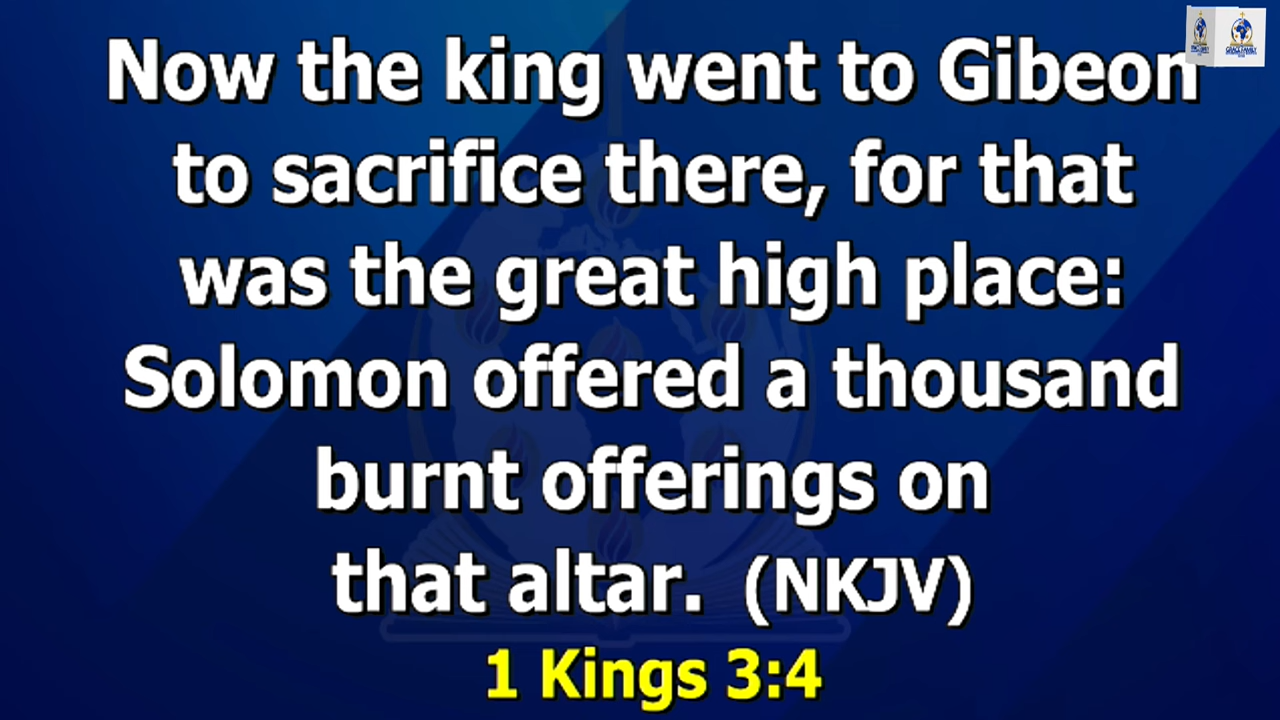 Now the king went to Gibeon
to sacrifice there, for that
was the great high place:
Solomon offered a thousand
burnt offerings on
that altar. (NKJV)
1 Kings 3:4